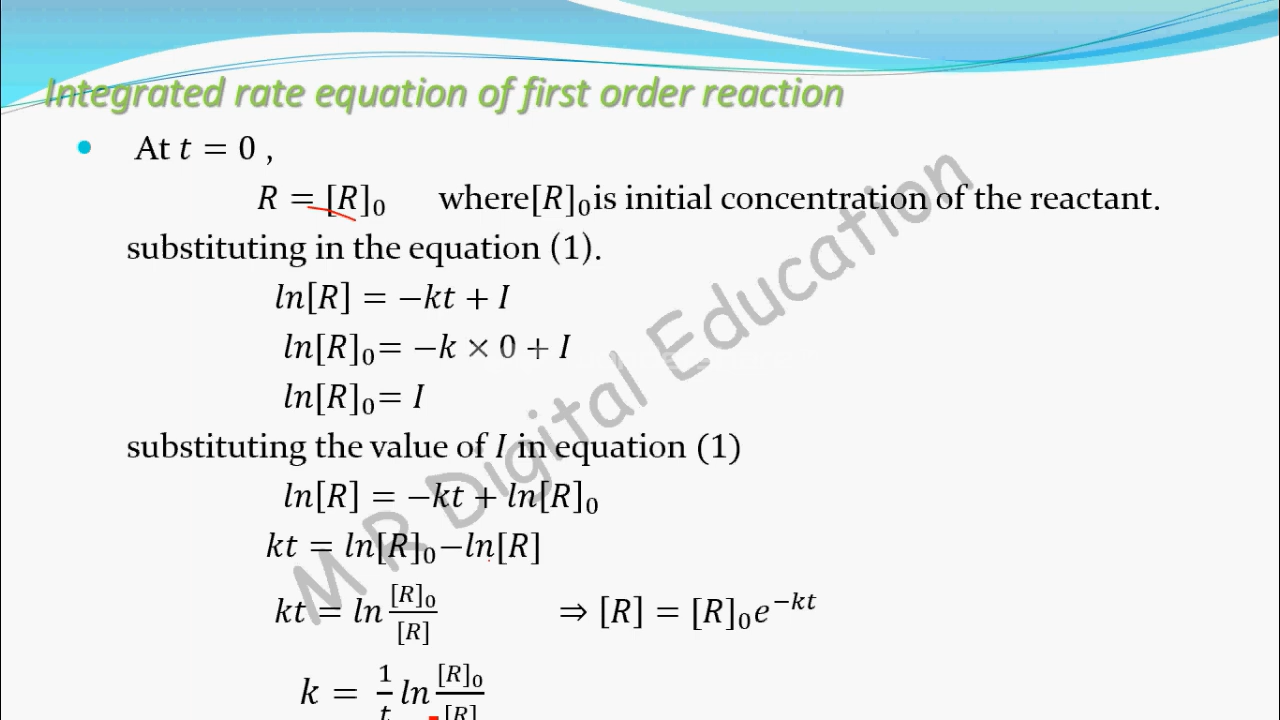 Integrated rate equation of first order reaction
• At t = 0 ,
R = [R]₀ where[R]₀is initial concentration of the reactant.
substituting in the equation (1).
ln[R] = −kt + I
ln[R]₀= −k × 0 + I
ln[R]₀= I
substituting the value of I in equation (1)
ln[R] = −kt + ln[R]₀
kt = ln[R]₀−ln[R]
kt = ln [R]₀/[R] ⇒ [R] = [R]₀e^(−kt)
k = 1/t ln [R]₀/[R]
M R Digital Education